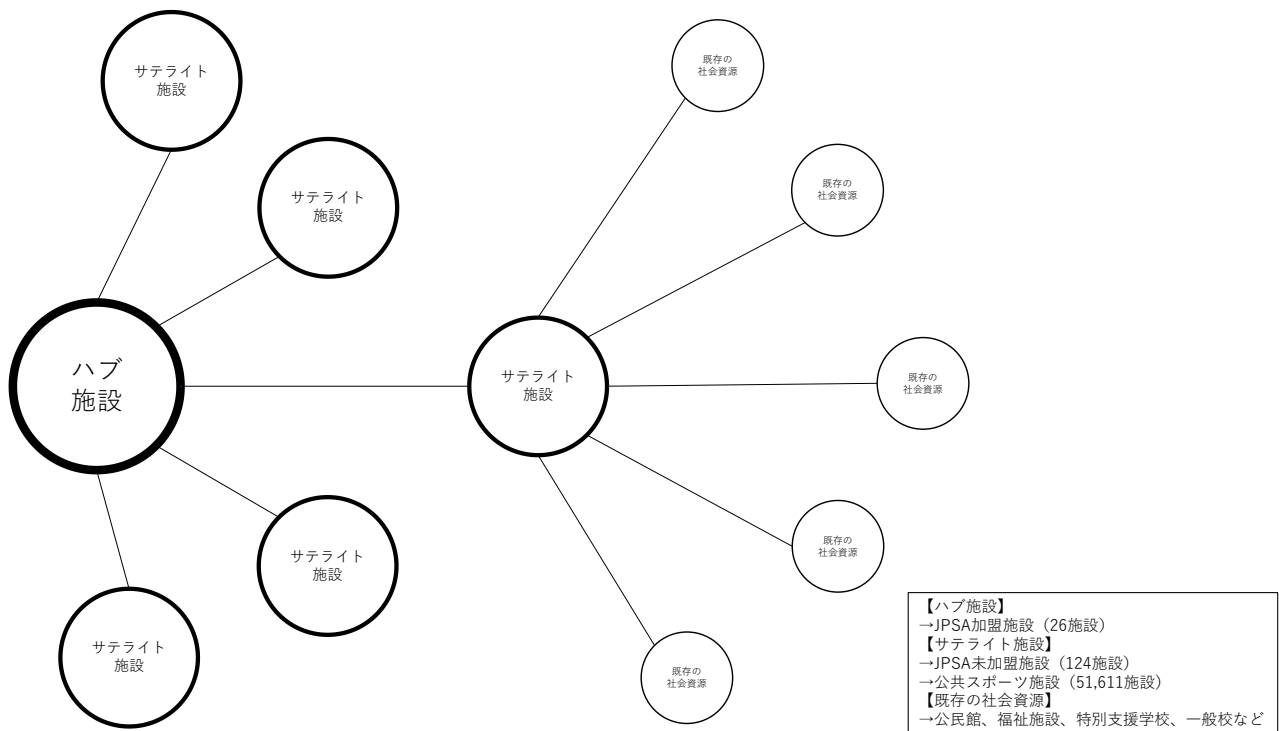 サテライト
施設
サテライト
施設
ハブ
施設
サテライト
施設
サテライト
施設
サテライト
施設
既存の
社会資源
既存の
社会資源
既存の
社会資源
既存の
社会資源
既存の
社会資源
【ハブ施設】
→JPSA加盟施設（26施設）
【サテライト施設】
→JPSA未加盟施設（124施設）
→公共スポーツ施設（51,611施設）
【既存の社会資源】
→公民館、福祉施設、特別支援学校、一般校など